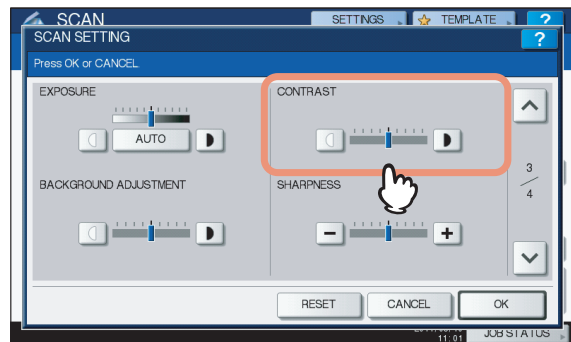 SCAN
SETTINGS
TEMPLATE
?
SCAN SETTING
?
Press OK or CANCEL
EXPOSURE
CONTRAST
AUTO
BACKGROUND ADJUSTMENT
SHARPNESS
3
4
RESET
CANCEL
OK
11: 01
JOB STATUS